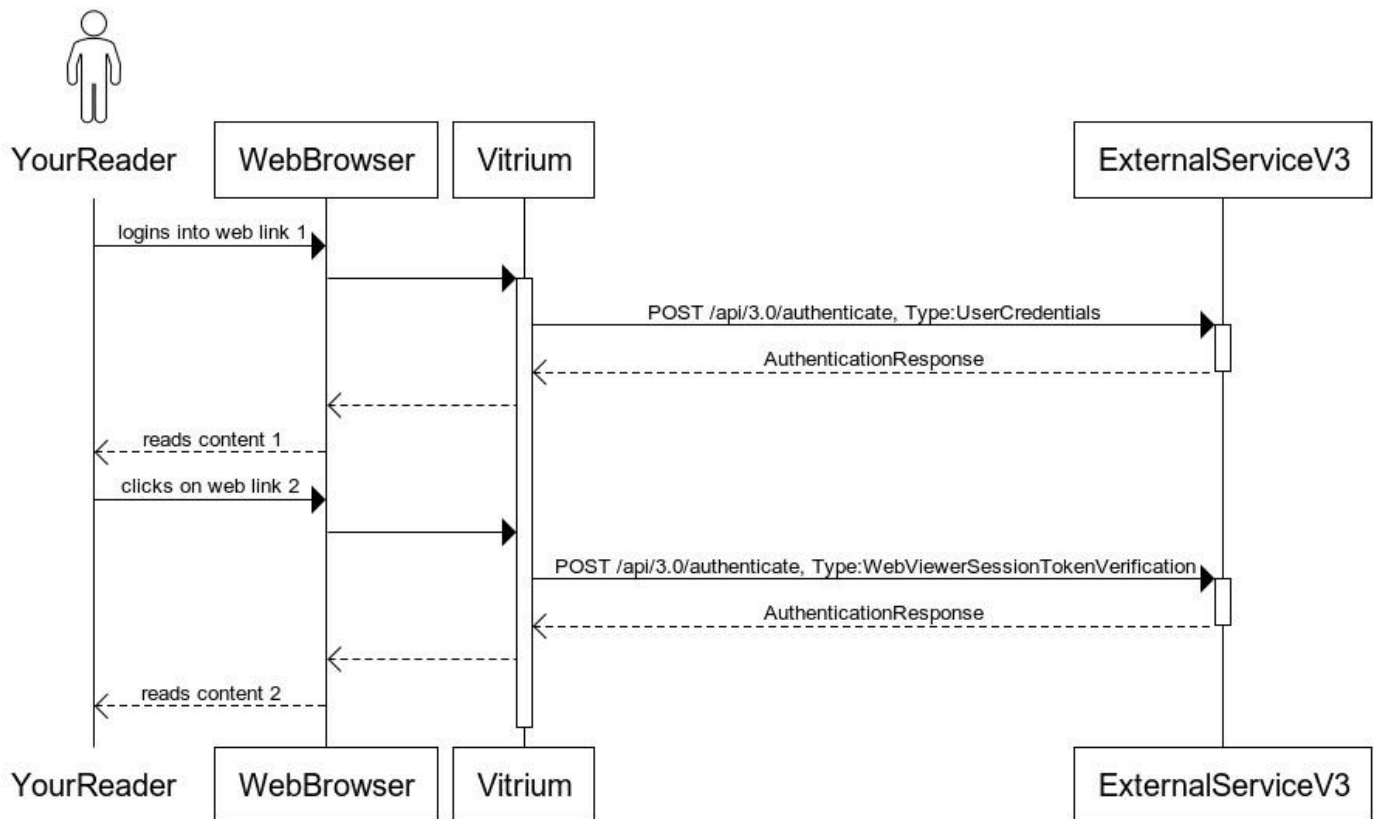 YourReader
WebBrowser
Vitrium
ExternalServiceV3
logins into web link 1
POST /api/3.0/authenticate, Type:UserCredentials
AuthenticationResponse
reads content 1
clicks on web link 2
POST /api/3.0/authenticate, Type:WebViewerSessionTokenVerification
AuthenticationResponse
reads content 2
YourReader
WebBrowser
Vitrium
ExternalServiceV3